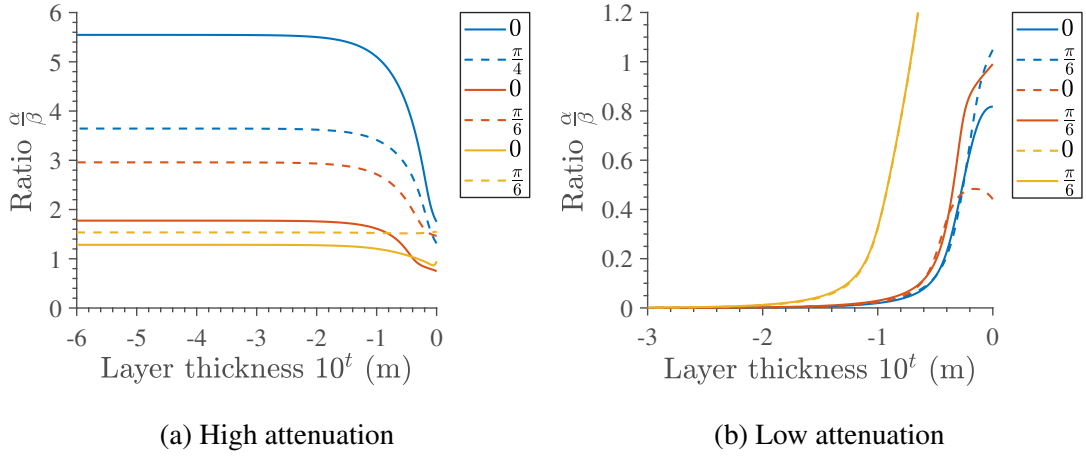 6
5
4
3
2
1
0
-6 -5 -4 -3 -2 -1 0
Ratio α/β
Layer thickness 10^t (m)
0
π/4
0
π/6
0
π/6
(a) High attenuation
1.2
1
0.8
0.6
0.4
0.2
0
-3 -2 -1 0
Ratio α/β
Layer thickness 10^t (m)
0
π/6
0
π/6
0
π/6
(b) Low attenuation